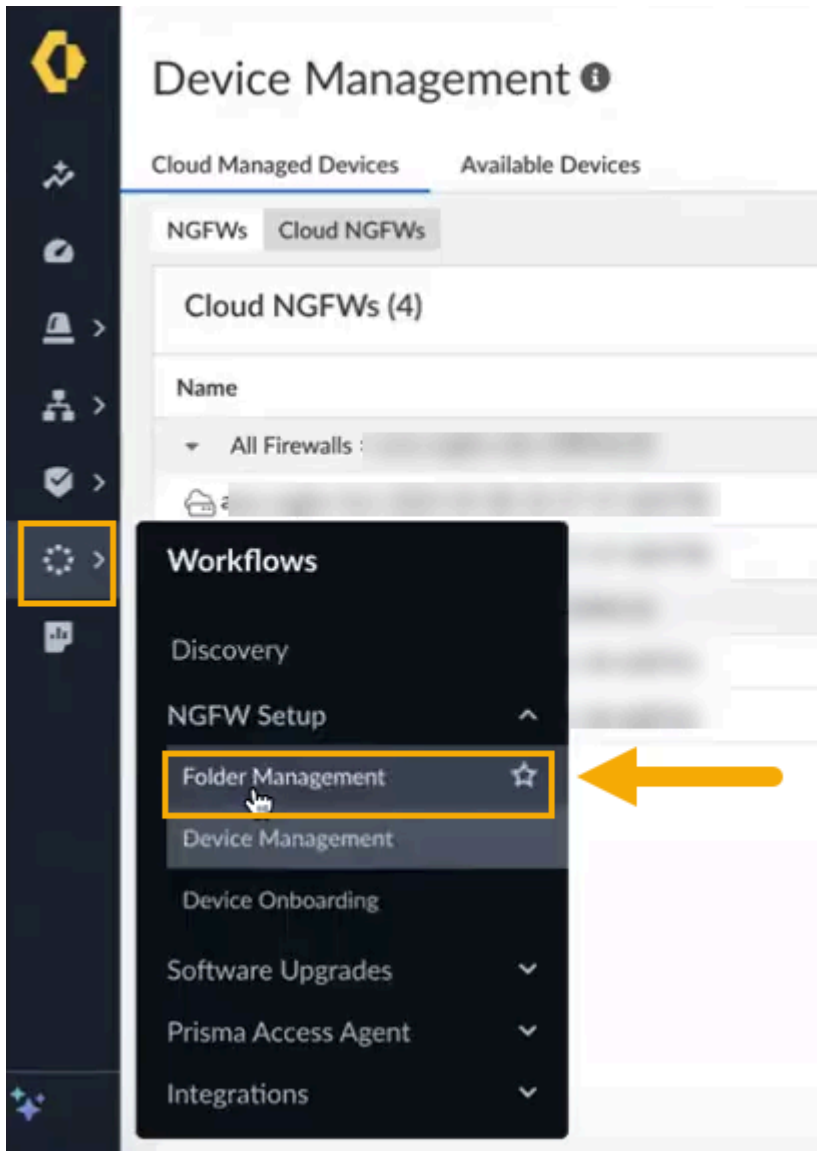 Device Management
Cloud Managed Devices Available Devices
NGFWs Cloud NGFWs
Cloud NGFWs (4)
Name
All Firewalls
Workflows
Discovery
NGFW Setup
Folder Management
Device Management
Device Onboarding
Software Upgrades
Prisma Access Agent
Integrations